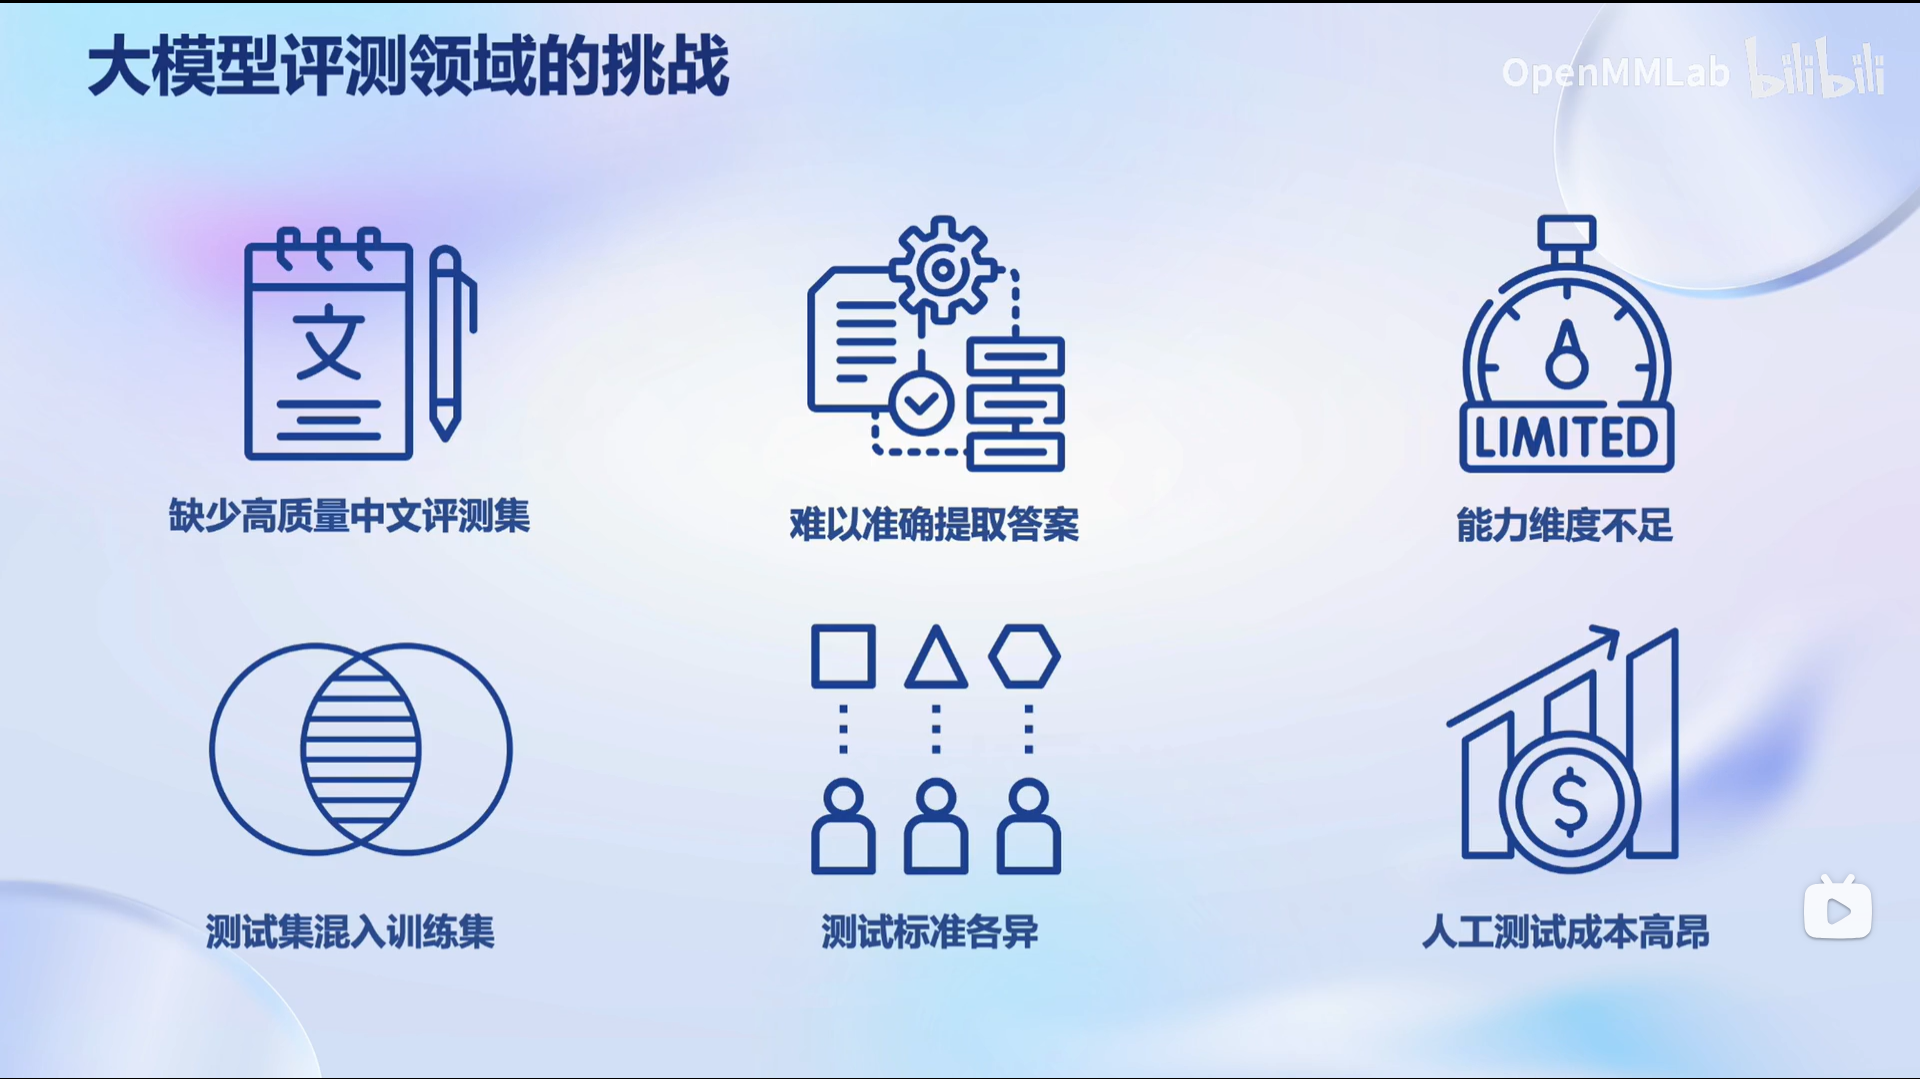 大模型评测领域的挑战
OpenMMLab bilibili
文
LIMITED
缺少高质量中文评测集
难以准确提取答案
能力维度不足
$
测试集混入训练集
测试标准各异
人工测试成本高昂